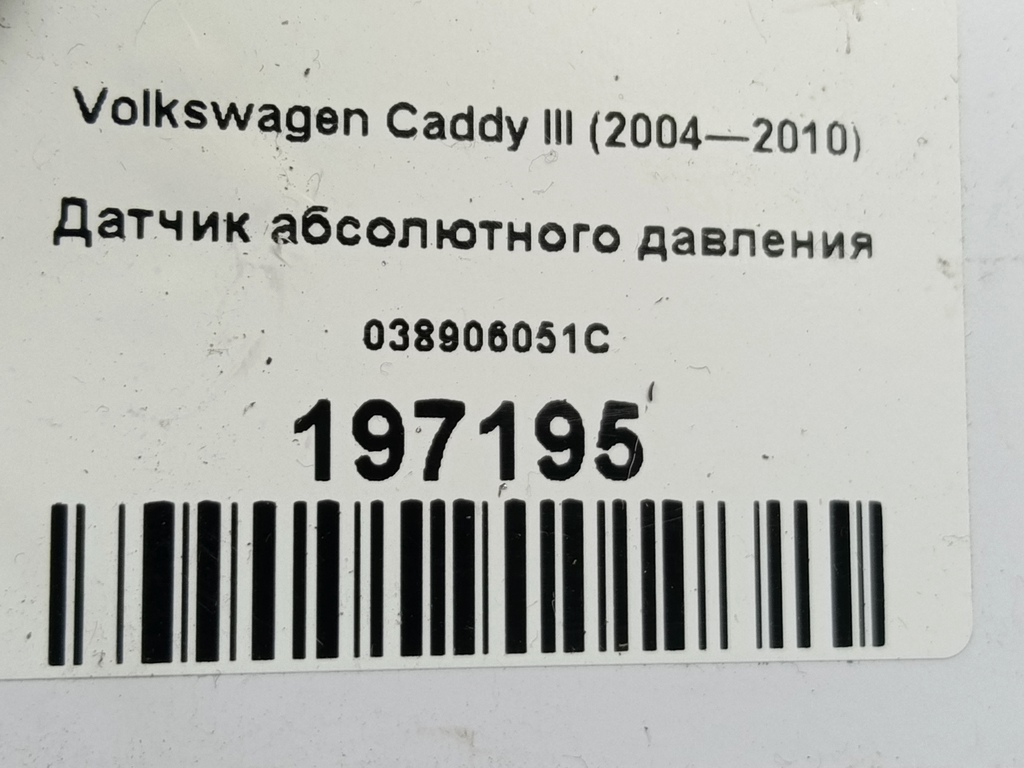 Volkswagen Caddy III (2004—2010)
Датчик абсолютного давления
038906051C
197195